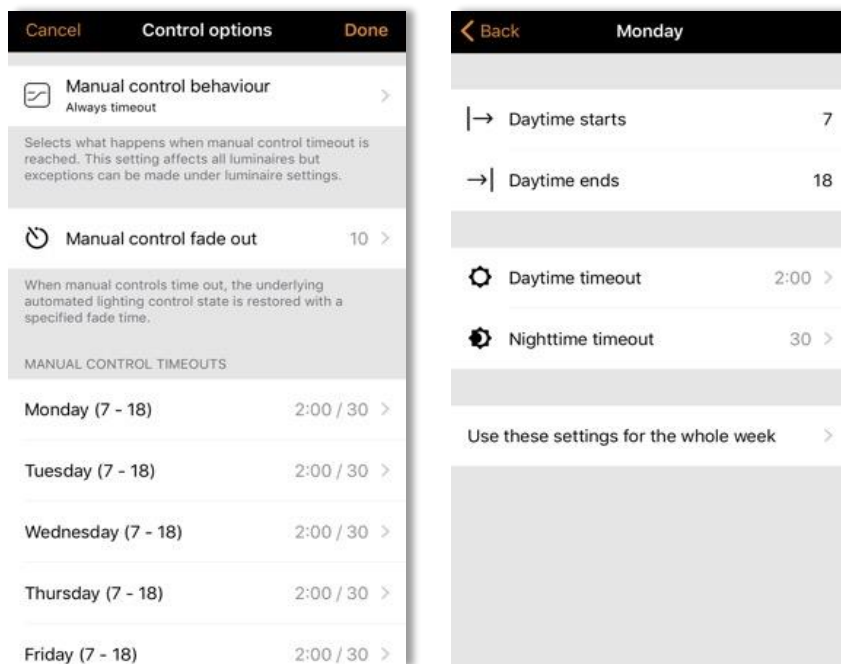 Cancel Control options Done
Manual control behaviour
Always timeout
Selects what happens when manual control timeout is
reached. This setting affects all luminaires but
exceptions can be made under luminaire settings.
Manual control fade out 10
When manual controls time out, the underlying
automated lighting control state is restored with a
specified fade time.
MANUAL CONTROL TIMEOUTS
Monday (7 - 18) 2:00 / 30
Tuesday (7 - 18) 2:00 / 30
Wednesday (7 - 18) 2:00 / 30
Thursday (7 - 18) 2:00 / 30
Friday (7 - 18) 2:00 / 30
Back Monday
Daytime starts 7
Daytime ends 18
Daytime timeout 2:00
Nighttime timeout 30
Use these settings for the whole week